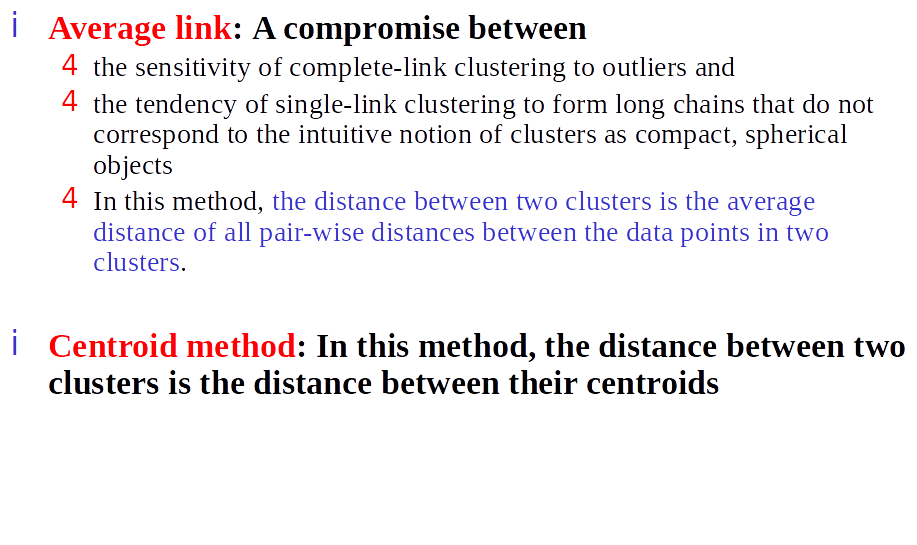 i Average link: A compromise between
4 the sensitivity of complete-link clustering to outliers and
4 the tendency of single-link clustering to form long chains that do not
correspond to the intuitive notion of clusters as compact, spherical
objects
4 In this method, the distance between two clusters is the average
distance of all pair-wise distances between the data points in two
clusters.
i Centroid method: In this method, the distance between two
clusters is the distance between their centroids